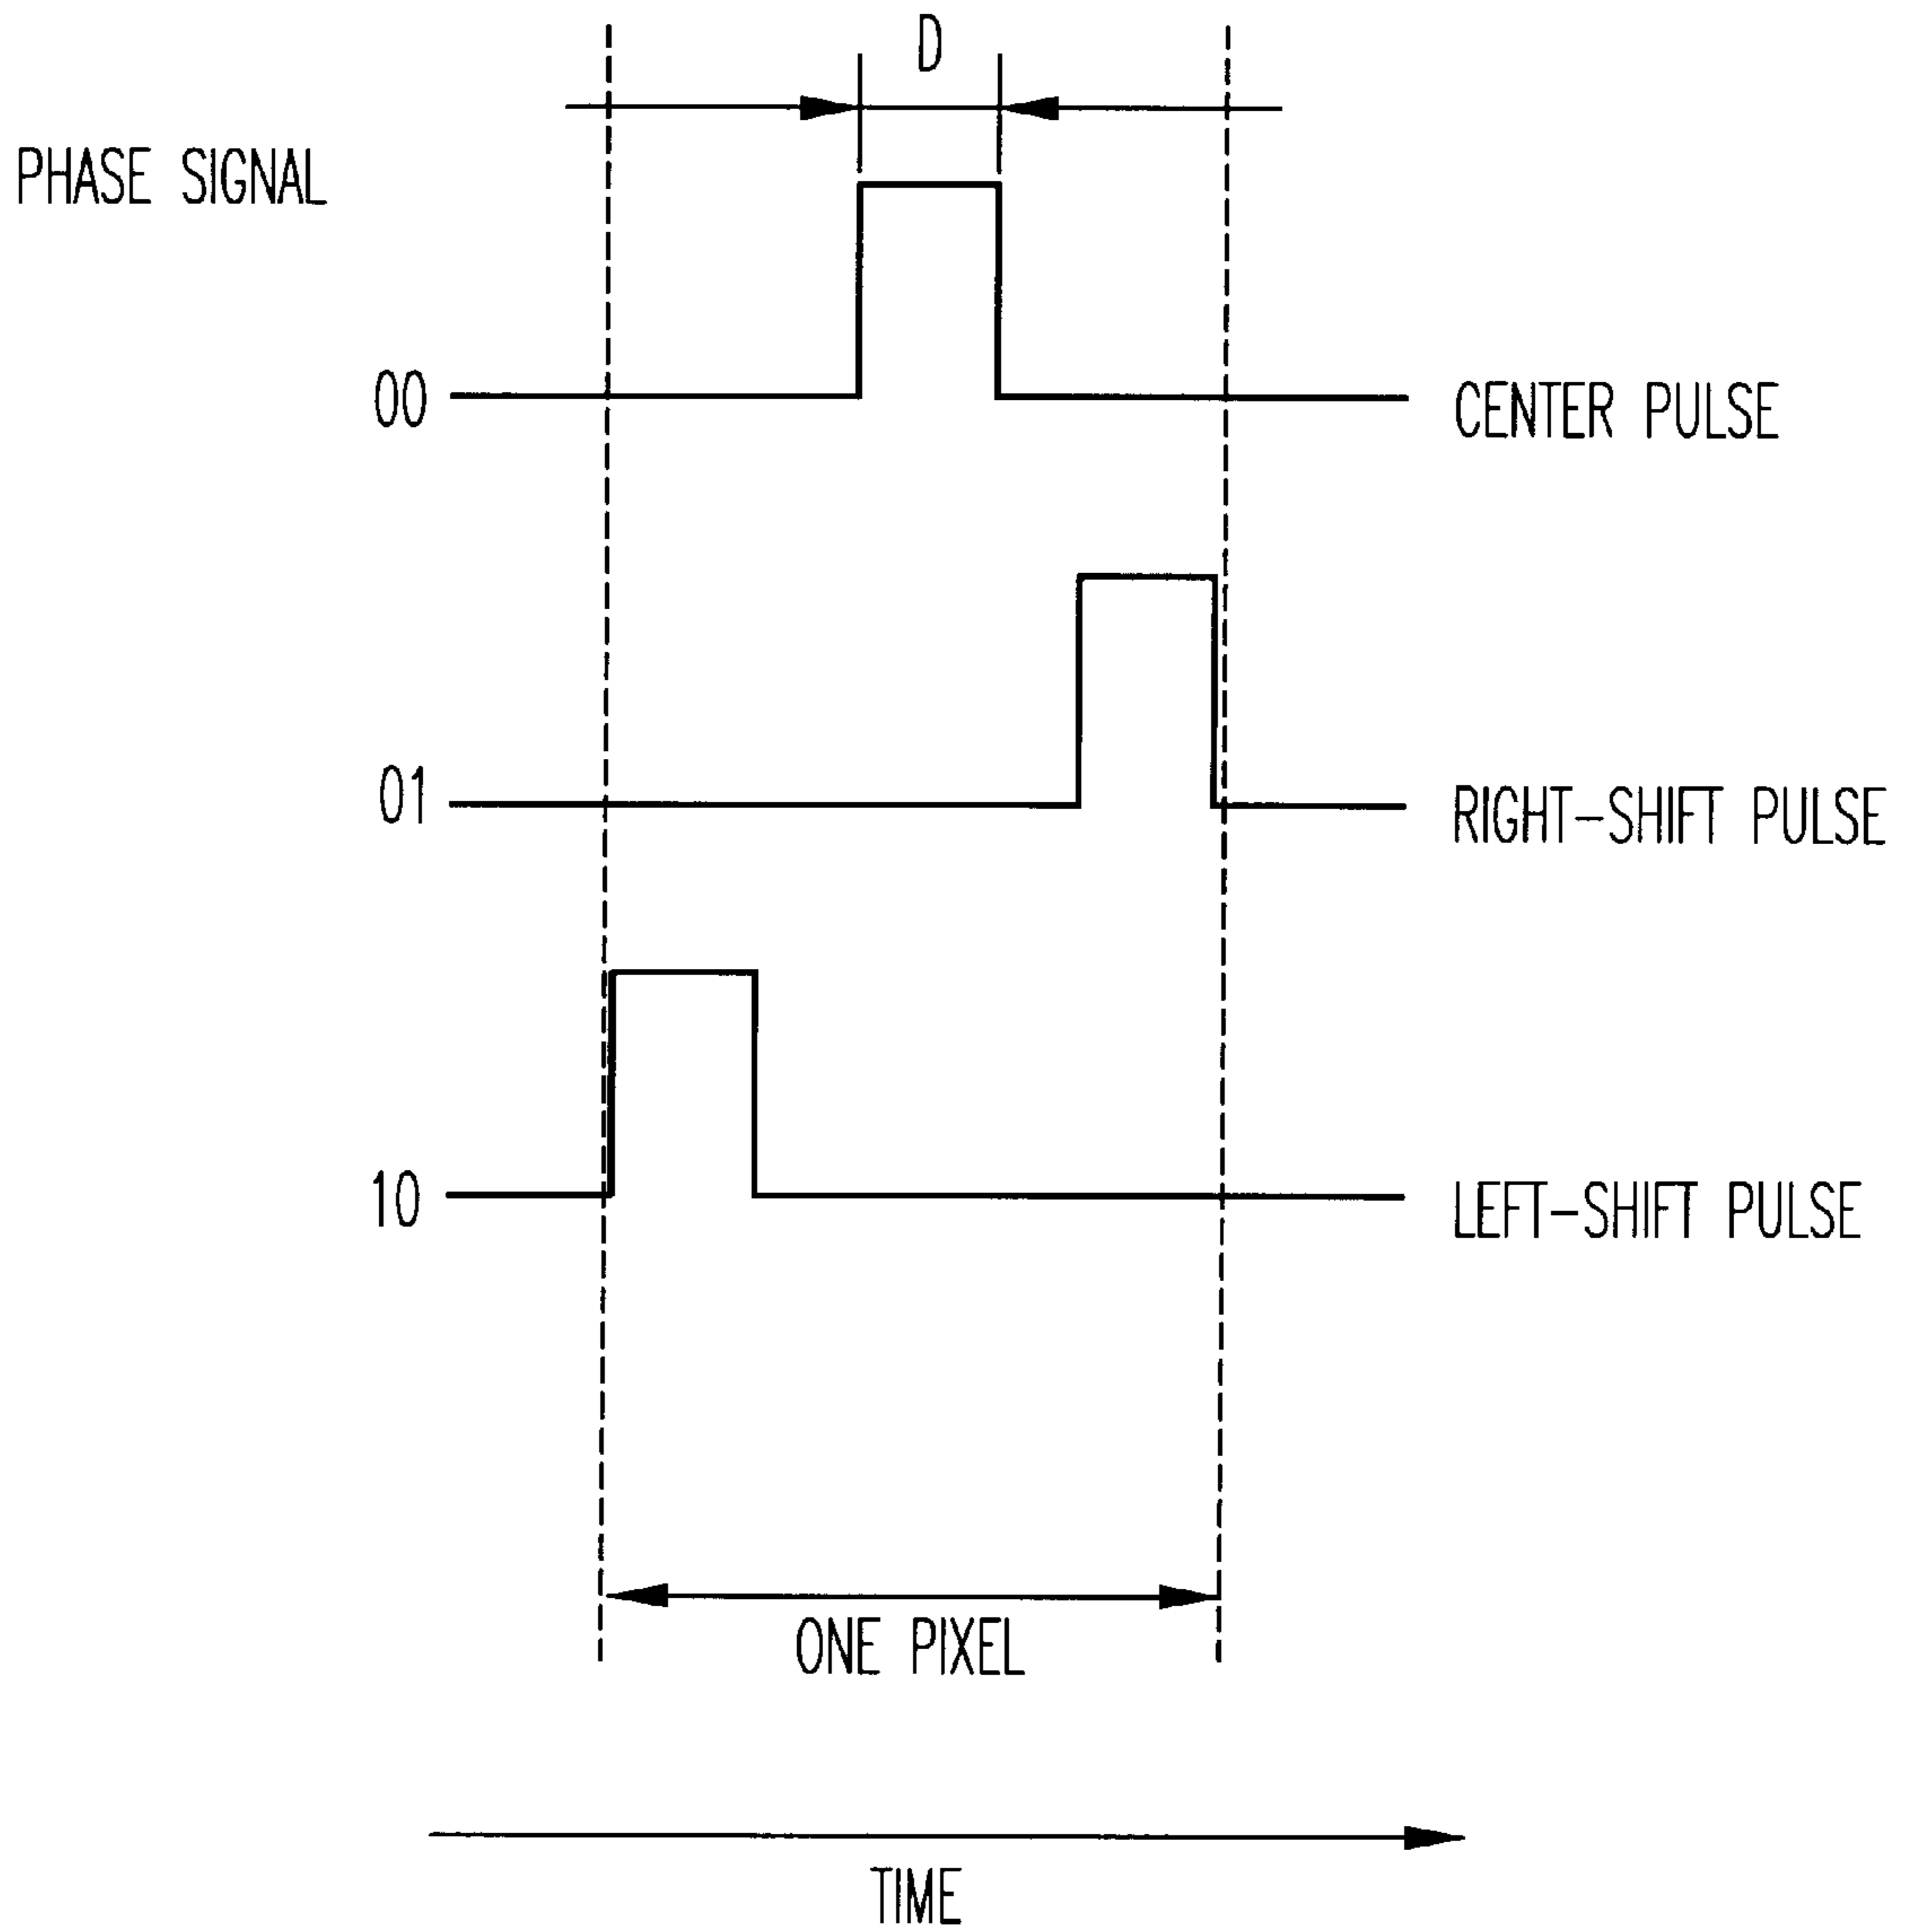 D
PHASE SIGNAL
00
CENTER PULSE
01
RIGHT-SHIFT PULSE
10
LEFT-SHIFT PULSE
ONE PIXEL
TIME